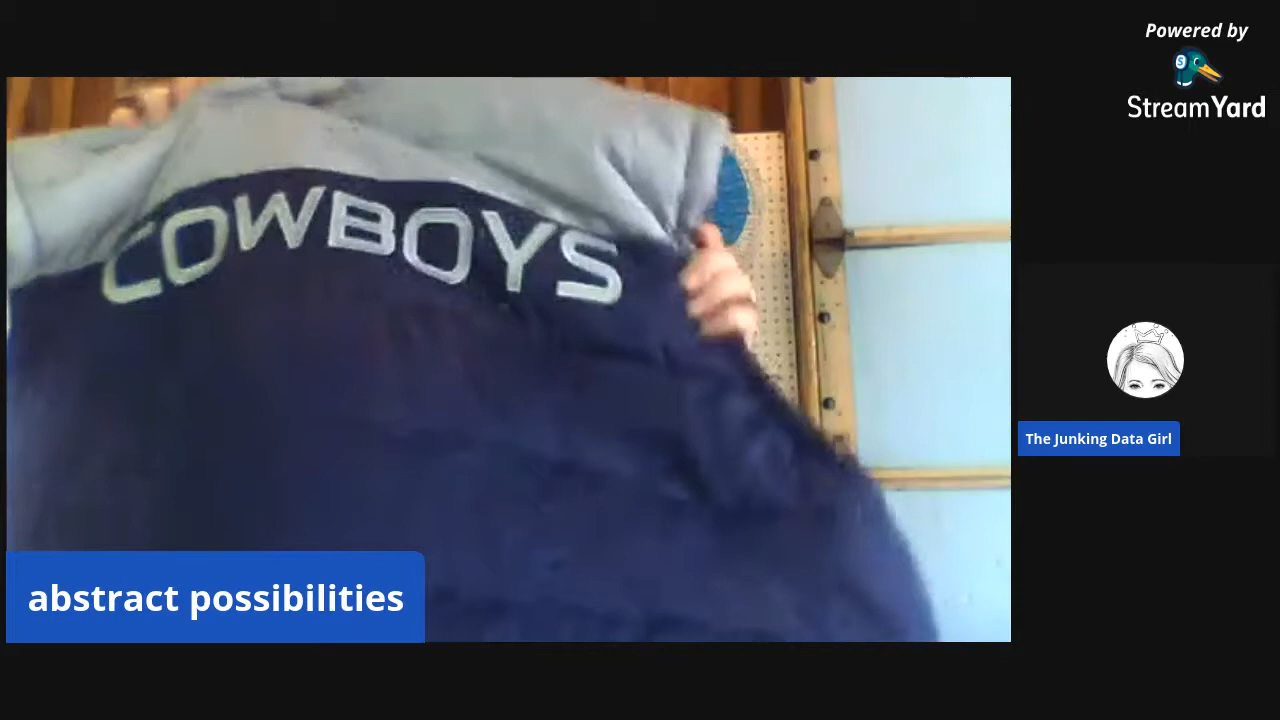 Powered by
StreamYard
COWBOYS
The Junking Data Girl
abstract possibilities